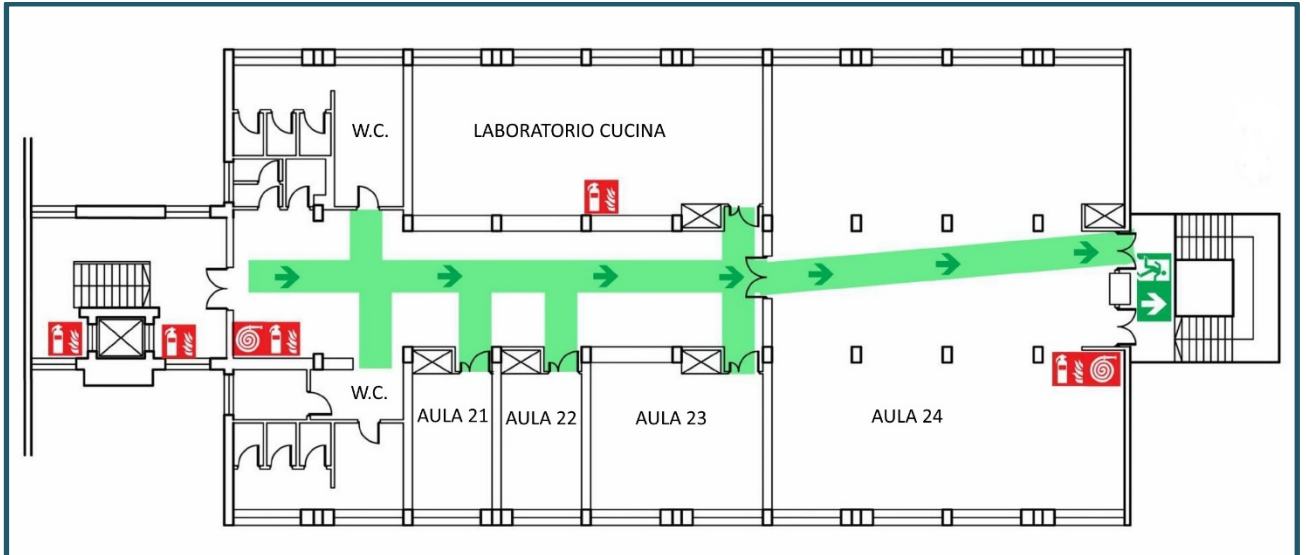 W.C.
LABORATORIO CUCINA
W.C.
AULA 21
AULA 22
AULA 23
AULA 24